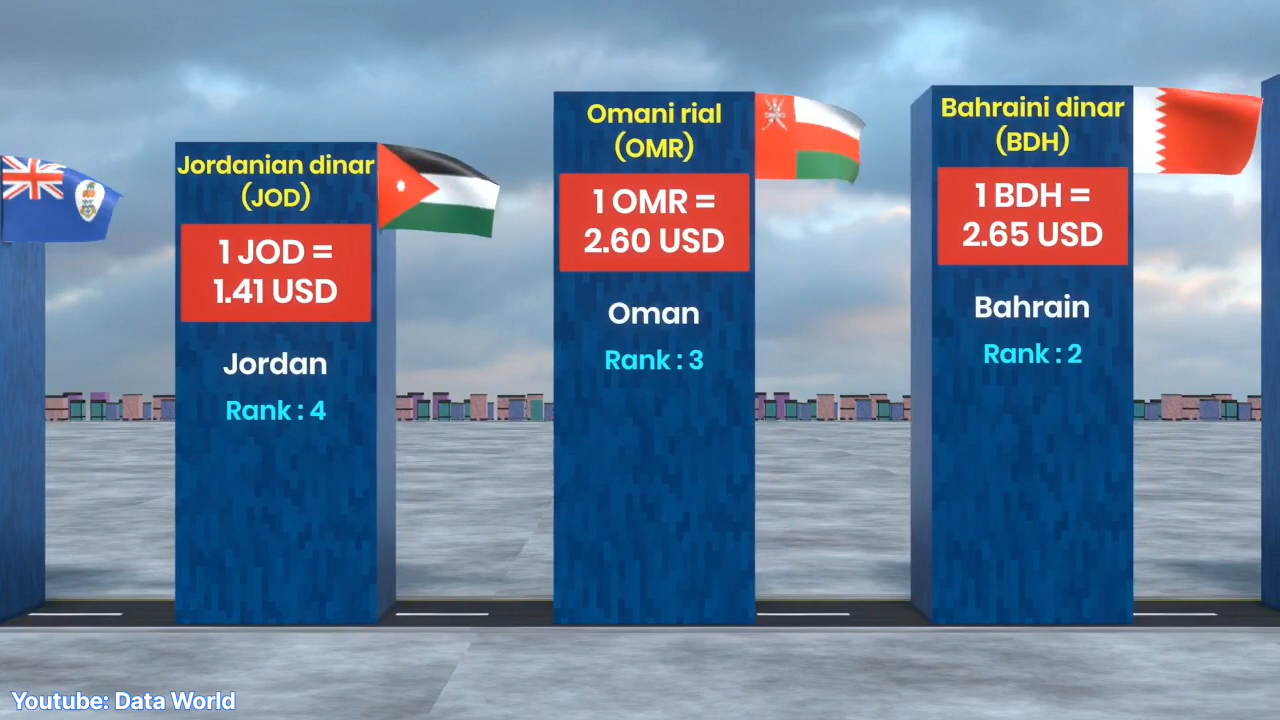 Jordanian dinar
(JOD)
1 JOD =
1.41 USD
Jordan
Rank : 4
Omani rial
(OMR)
1 OMR =
2.60 USD
Oman
Rank : 3
Bahraini dinar
(BDH)
1 BDH =
2.65 USD
Bahrain
Rank : 2
Youtube: Data World